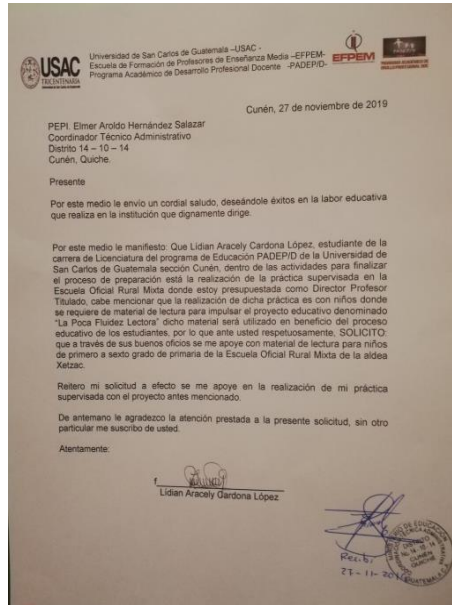 USAC
TRICENTENARIA
Universidad de San Carlos de Guatemala –USAC -
Escuela de Formación de Profesores de Enseñanza Media –EFPEM-
Programa Académico de Desarrollo Profesional Docente -PADEP/D-
EFPEM
Cunén, 27 de noviembre de 2019
PEPI. Elmer Aroldo Hernández Salazar
Coordinador Técnico Administrativo
Distrito 14 – 10 – 14
Cunén, Quiche.
Presente
Por este medio le envío un cordial saludo, deseándole éxitos en la labor educativa
que realiza en la institución que dignamente dirige.
Por este medio le manifiesto: Que Lidian Aracely Cardona López, estudiante de la
carrera de Licenciatura del programa de Educación PADEP/D de la Universidad de
San Carlos de Guatemala sección Cunén, dentro de las actividades para finalizar
el proceso de preparación está la realización de la práctica supervisada en la
Escuela Oficial Rural Mixta donde estoy presupuestada como Director Profesor
Titulado, cabe mencionar que la realización de dicha práctica es con niños donde
se requiere de material de lectura para impulsar el proyecto educativo denominado
“La Poca Fluidez Lectora” dicho material será utilizado en beneficio del proceso
educativo de los estudiantes, por lo que ante usted respetuosamente, SOLICITO:
que a través de sus buenos oficios se me apoye con material de lectura para niños
de primero a sexto grado de primaria de la Escuela Oficial Rural Mixta de la aldea
Xetzac.
Reitero mi solicitud a efecto se me apoye en la realización de mi práctica
supervisada con el proyecto antes mencionado.
De antemano le agradezco la atención prestada a la presente solicitud, sin otro
particular me suscribo de usted.
Atentamente:
f
Lidian Aracely Cardona López
Recibí
27-11-
MINISTERIO DE EDUCACIÓN
DISTRITO
No. 14-10-14
CUNÉN
QUICHE
GUATEMALA